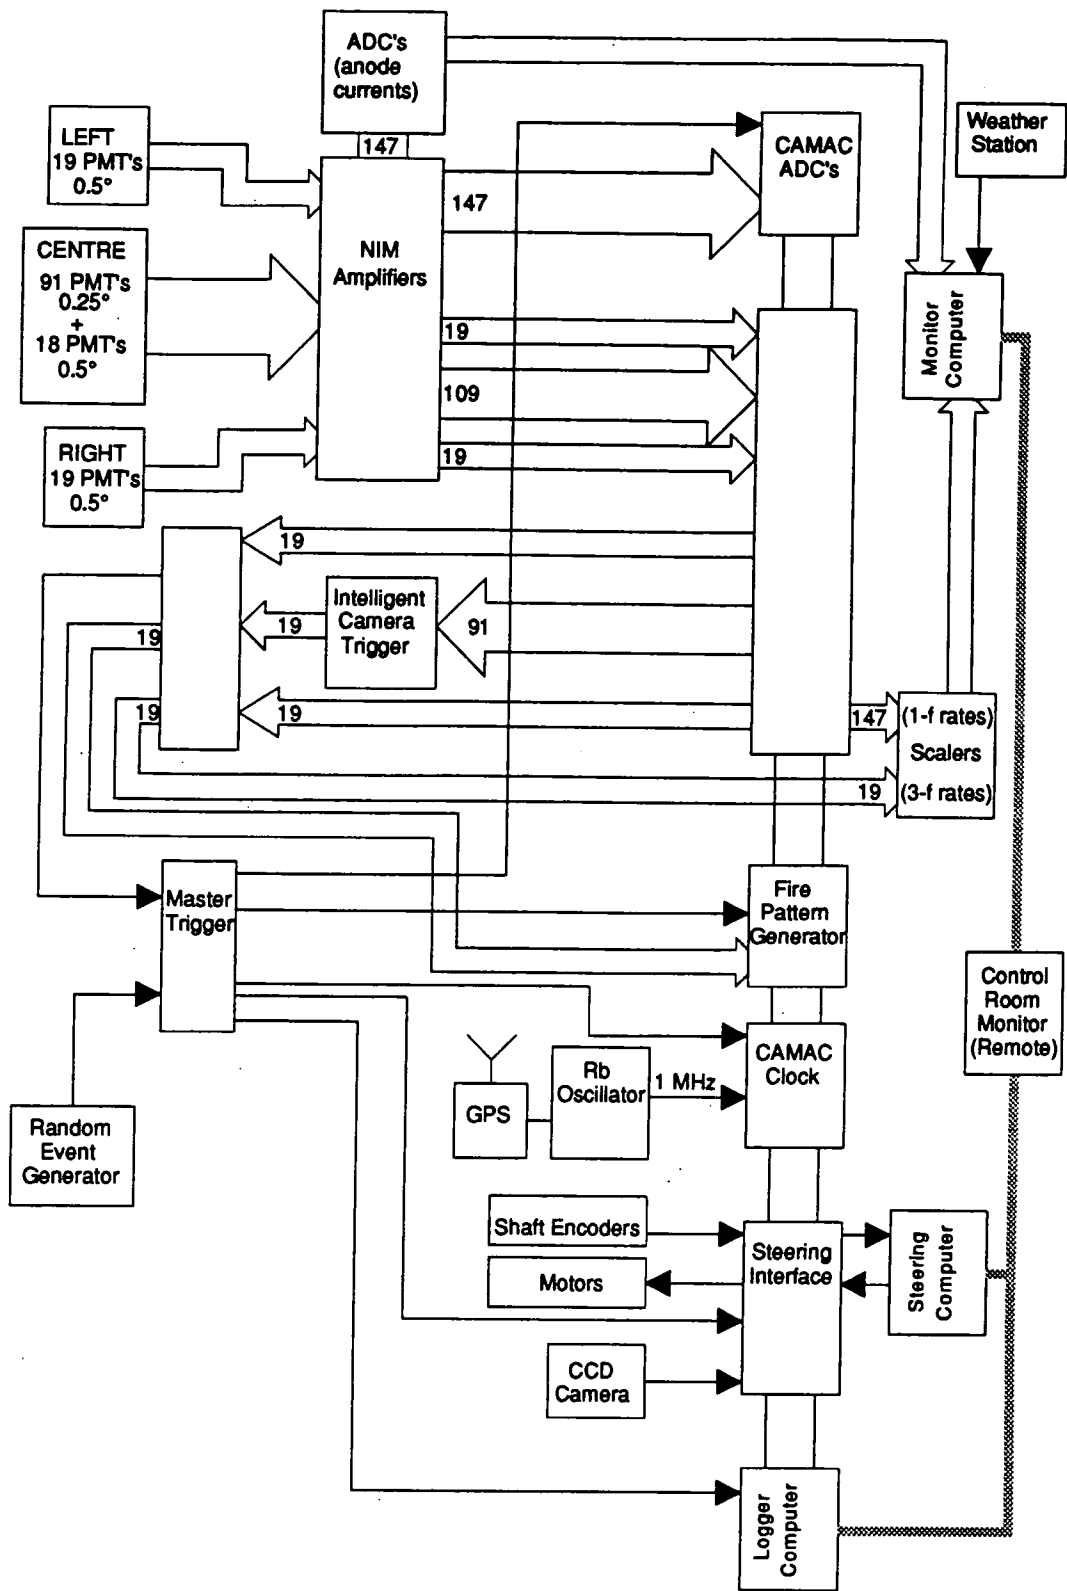 ADC's
(anode
currents)
147
LEFT
19 PMT's
0.5°
CENTRE
91 PMT's
0.25°
+
18 PMT's
0.5°
RIGHT
19 PMT's
0.5°
NIM
Amplifiers
147
19
109
19
CAMAC
ADC's
Weather
Station
Monitor
Computer
19
Intelligent
Camera
Trigger
19
91
19
19
19
147
(1-f rates)
Scalers
(3-f rates)
19
Master
Trigger
Fire
Pattern
Generator
Control
Room
Monitor
(Remote)
Random
Event
Generator
GPS
Rb
Oscillator
1 MHz
CAMAC
Clock
Shaft Encoders
Motors
Steering
Interface
Steering
Computer
CCD
Camera
Logger
Computer